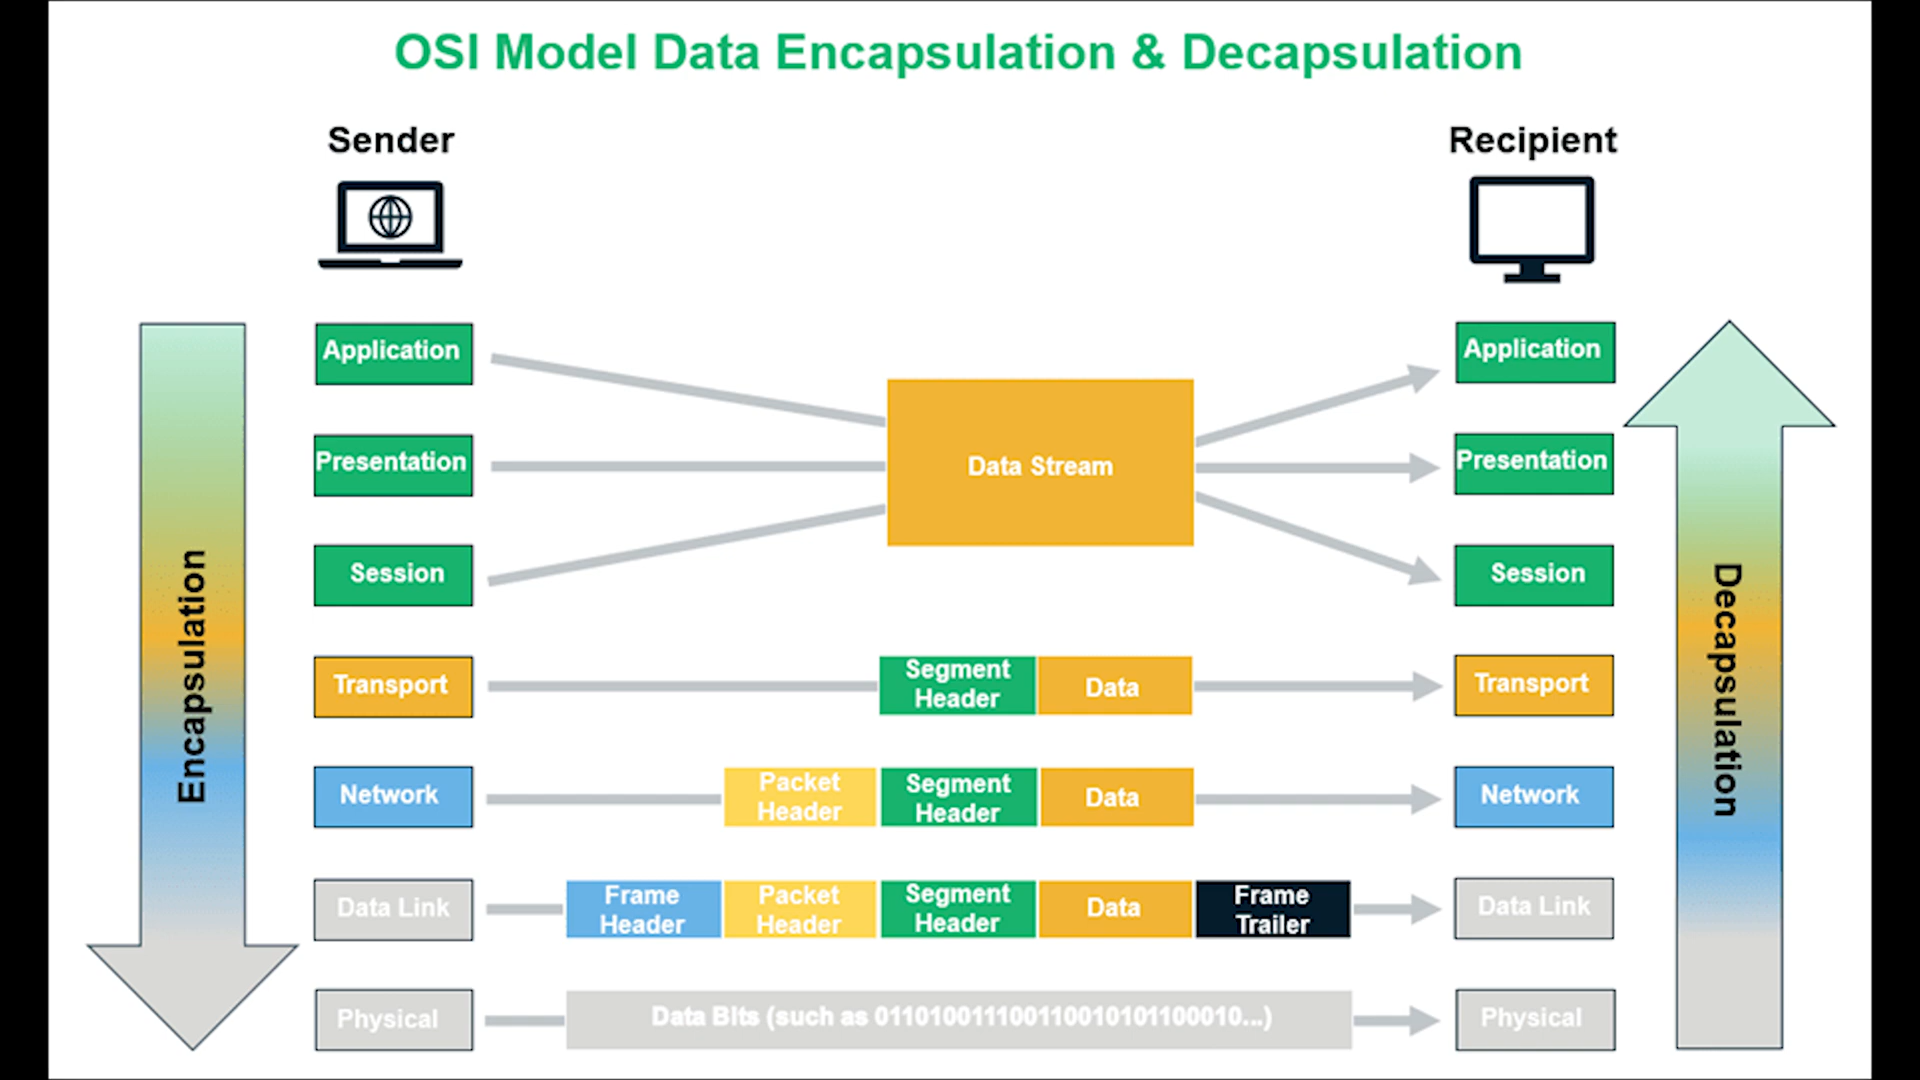 OSI Model Data Encapsulation & Decapsulation
Sender
Recipient
Application
Application
Presentation
Data Stream
Presentation
Session
Session
Encapsulation
Decapsulation
Transport
Segment
Header
Data
Transport
Network
Packet
Header
Segment
Header
Data
Network
Data Link
Frame
Header
Packet
Header
Segment
Header
Data
Frame
Trailer
Data Link
Physical
Data Bits (such as 01101001110011001010110​0010...)
Physical